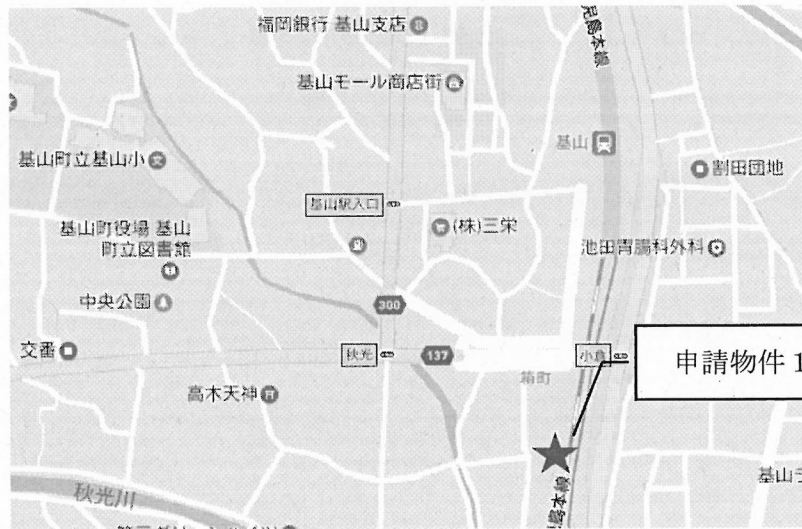 福岡銀行 基山支店
基山モール商店街
基山
基山町立基山小
割田団地
基山駅入口
基山町役場 基山
町立図書館
(株)三栄
池田胃腸科外科
中央公園
300
交番
秋光
137
小倉
箱町
申請物件 1
高木天神
秋光川